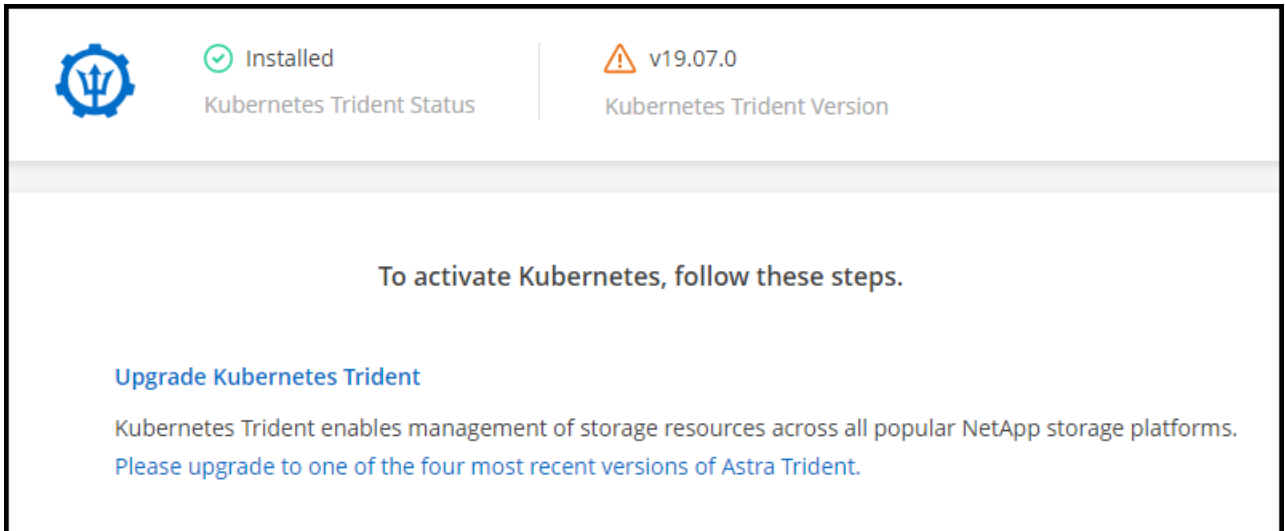 Installed
Kubernetes Trident Status
v19.07.0
Kubernetes Trident Version
To activate Kubernetes, follow these steps.
Upgrade Kubernetes Trident
Kubernetes Trident enables management of storage resources across all popular NetApp storage platforms.
Please upgrade to one of the four most recent versions of Astra Trident.